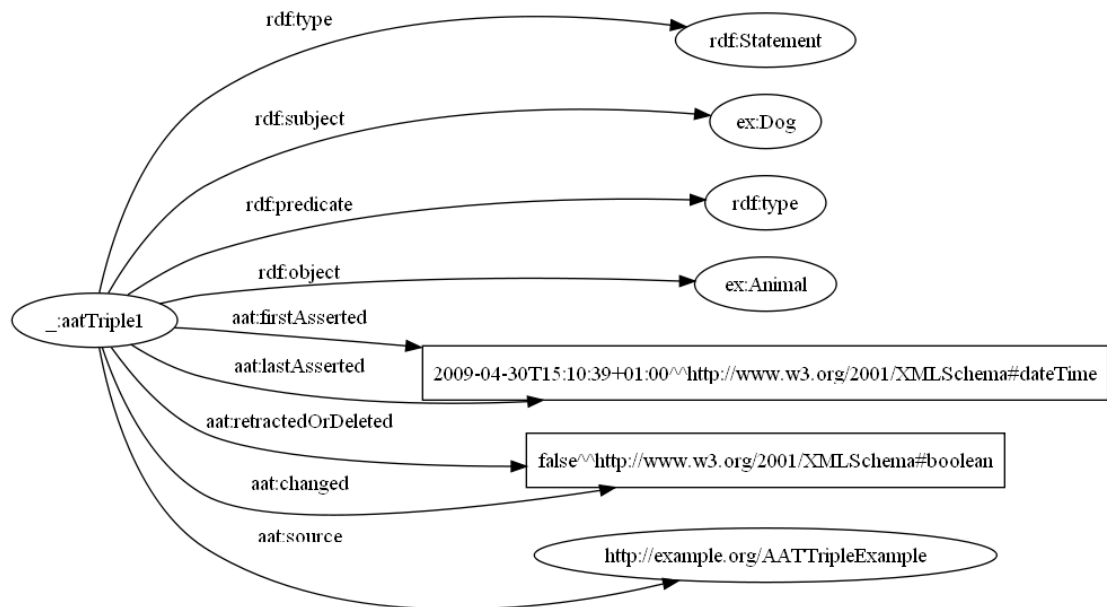 rdf:type
rdf:Statement
rdf:subject
ex:Dog
rdf:predicate
rdf:type
rdf:object
ex:Animal
_:aatTriple1
aat:firstAsserted
aat:lastAsserted
2009-04-30T15:10:39+01:00^^http://www.w3.org/2001/XMLSchema#dateTime
aat:retractedOrDeleted
false^^http://www.w3.org/2001/XMLSchema#boolean
aat:changed
aat:source
http://example.org/AATTripleExample